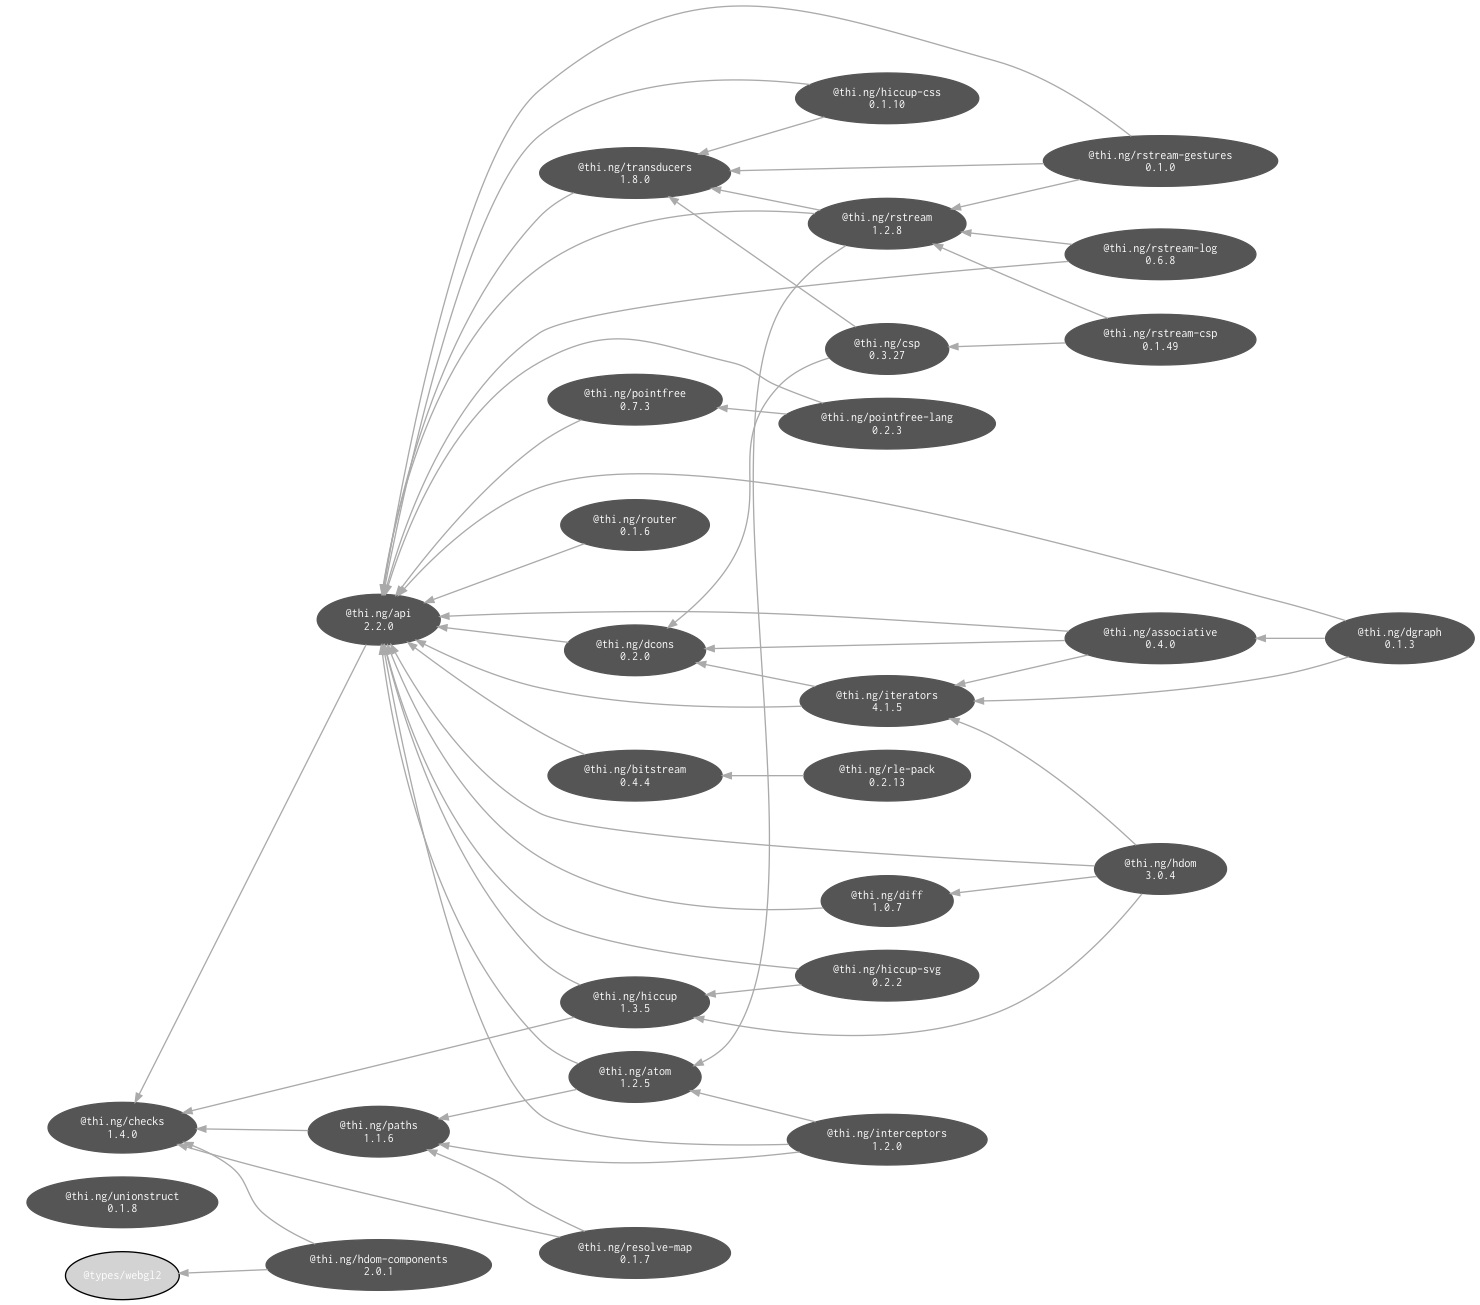 @thi.ng/hiccup-css
0.1.10
@thi.ng/rstream-gestures
0.1.0
@thi.ng/transducers
1.8.0
@thi.ng/rstream
1.2.8
@thi.ng/rstream-log
0.6.8
@thi.ng/rstream-csp
0.1.49
@thi.ng/csp
0.3.27
@thi.ng/pointfree
0.7.3
@thi.ng/pointfree-lang
0.2.3
@thi.ng/router
0.1.6
@thi.ng/api
2.2.0
@thi.ng/associative
0.4.0
@thi.ng/dgraph
0.1.3
@thi.ng/dcons
0.2.0
@thi.ng/iterators
4.1.5
@thi.ng/bitstream
0.4.4
@thi.ng/rle-pack
0.2.13
@thi.ng/hdom
3.0.4
@thi.ng/diff
1.0.7
@thi.ng/hiccup-svg
0.2.2
@thi.ng/hiccup
1.3.5
@thi.ng/atom
1.2.5
@thi.ng/checks
1.4.0
@thi.ng/paths
1.1.6
@thi.ng/interceptors
1.2.0
@thi.ng/unionstruct
0.1.8
@thi.ng/resolve-map
0.1.7
@thi.ng/hdom-components
2.0.1
@types/webgl2